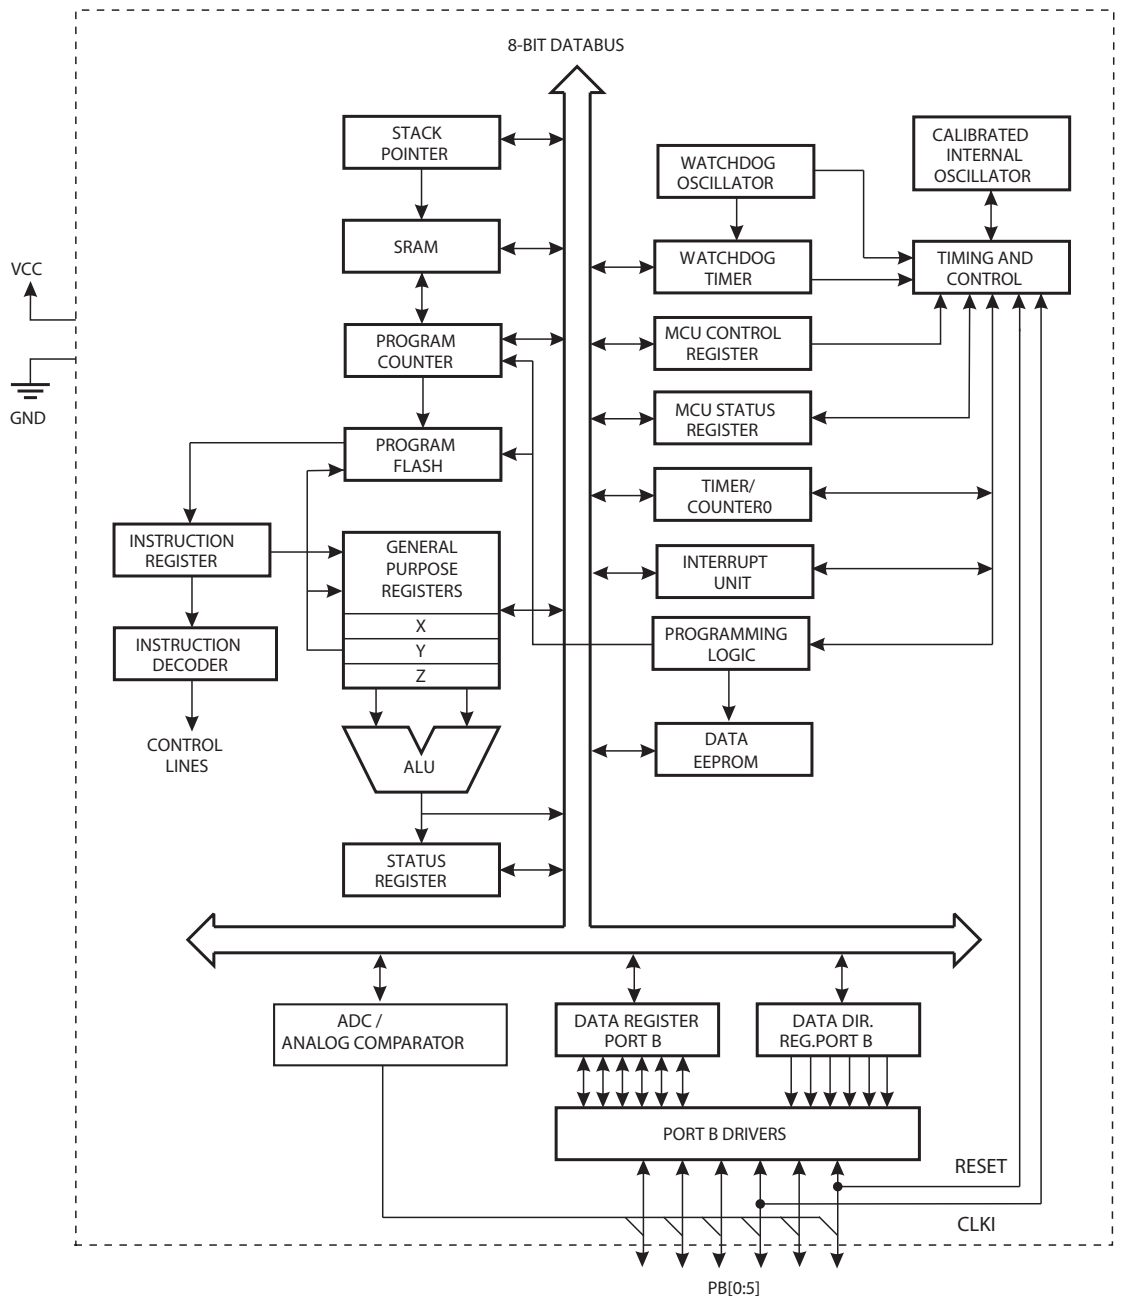 8-BIT DATABUS
STACK
POINTER
SRAM
PROGRAM
COUNTER
PROGRAM
FLASH
INSTRUCTION
REGISTER
INSTRUCTION
DECODER
CONTROL
LINES
GENERAL
PURPOSE
REGISTERS
X
Y
Z
ALU
STATUS
REGISTER
VCC
GND
WATCHDOG
OSCILLATOR
WATCHDOG
TIMER
MCU CONTROL
REGISTER
MCU STATUS
REGISTER
TIMER/
COUNTER0
INTERRUPT
UNIT
PROGRAMMING
LOGIC
DATA
EEPROM
CALIBRATED
INTERNAL
OSCILLATOR
TIMING AND
CONTROL
ADC /
ANALOG COMPARATOR
DATA REGISTER
PORT B
DATA DIR.
REG.PORT B
PORT B DRIVERS
RESET
CLKI
PB[0:5]